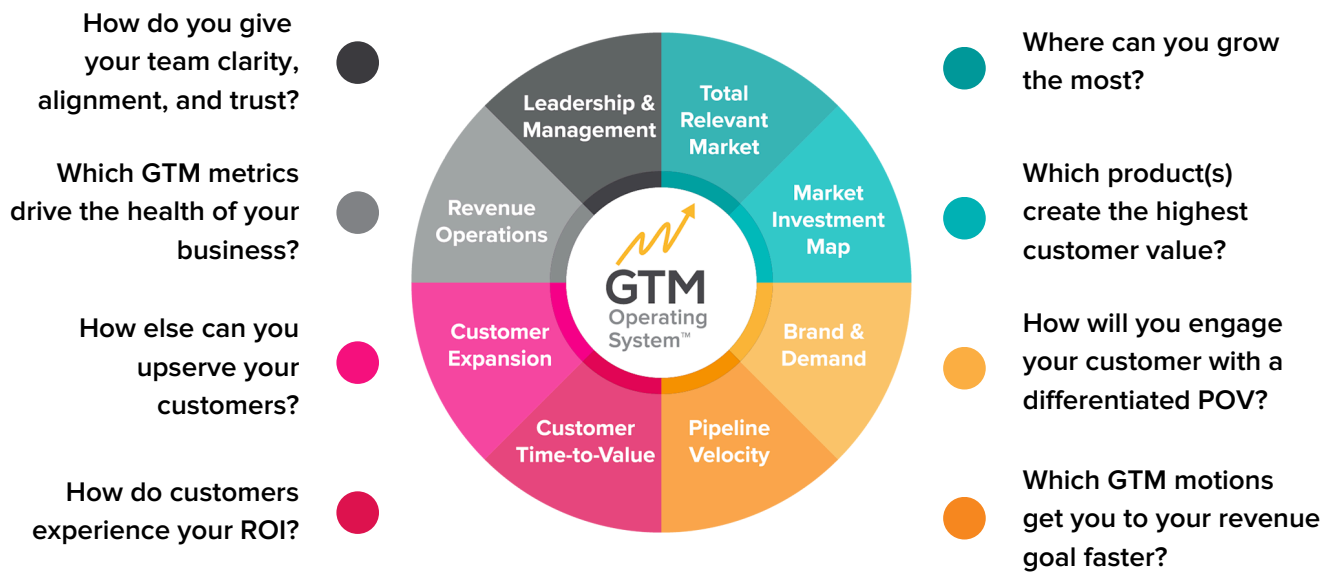 How do you give
your team clarity,
alignment, and trust?
Which GTM metrics
drive the health of your
business?
How else can you
upserve your
customers?
How do customers
experience your ROI?
Leadership &
Management
Total
Relevant
Market
Revenue
Operations
Market
Investment
Map
GTM
Operating
System™
Customer
Expansion
Brand &
Demand
Customer
Time-to-Value
Pipeline
Velocity
Where can you grow
the most?
Which product(s)
create the highest
customer value?
How will you engage
your customer with a
differentiated POV?
Which GTM motions
get you to your revenue
goal faster?